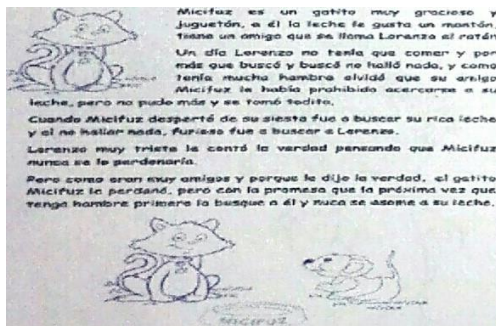 Micifuz es un gatito muy gracioso y
juguetón, a él la leche le gusta un montón,
tiene un amigo que se llama Lorenzo el ratón
Un día Lorenzo no tenía que comer y por
más que buscó y buscó no halló nada, y como
tenía mucha hambre olvidó que su amigo
Micifuz le había prohibido acercarse a su
leche, pero no pudo más y se tomó todita.
Cuando Micifuz despertó de su siesta fue a buscar su rica leche
y al no hallar nada, furioso fue a buscar a Lorenzo.
Lorenzo muy triste le contó la verdad pensando que Micifuz
nunca se lo perdonaría.
Pero como eran muy amigos y porque le dijo la verdad, el gatito
Micifuz le perdonó, pero con la promesa que la próxima vez que
tenga hambre primero lo busque a él y nuca se asome a su leche.
MICIFUZ